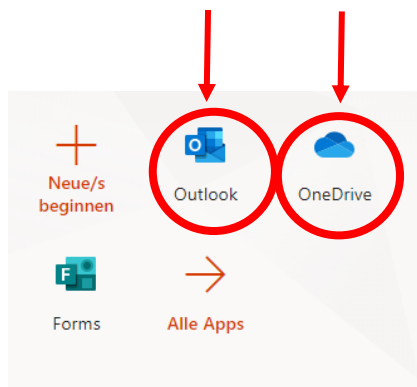 Neue/s
beginnen
Outlook
OneDrive
Forms
Alle Apps